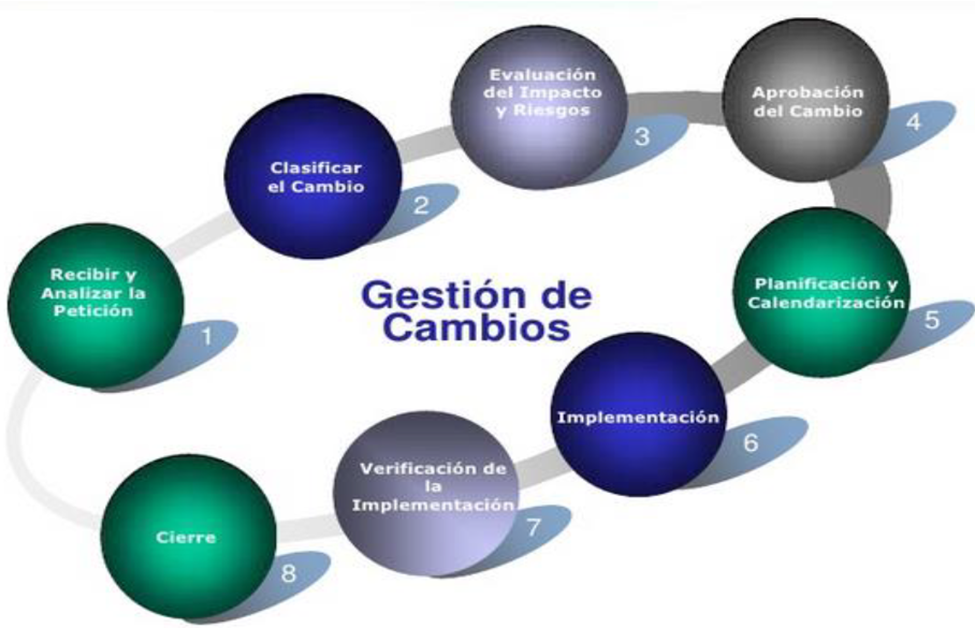 Recibir y
Analizar la
Petición
1
Clasificar
el Cambio
2
Evaluación
del Impacto
y Riesgos
3
Aprobación
del Cambio
4
Planificación y
Calendarización
5
Implementación
6
Verificación de
la
Implementación
7
Cierre
8
Gestión de
Cambios